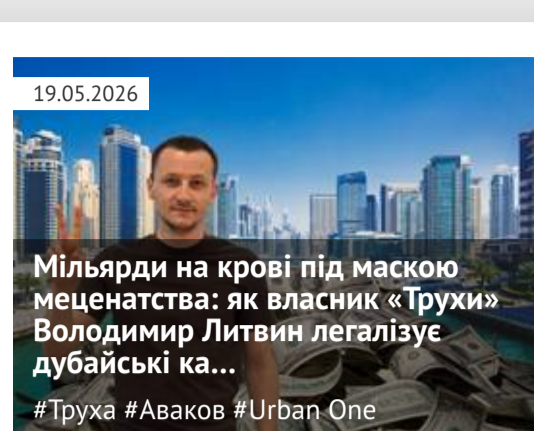 19.05.2026
Мільярди на крові під маскою
меценатства: як власник «Трухи»
Володимир Литвин легалізує
дубайські ка...
#Труха #Аваков #Urban One